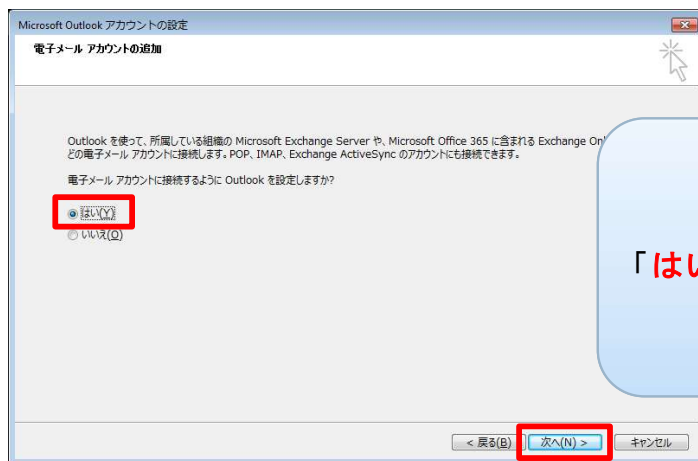 Microsoft Outlook アカウントの設定
電子メール アカウントの追加
Outlook を使って、所属している組織の Microsoft Exchange Server や、Microsoft Office 365 に含まれる Exchange Onl
どの電子メール アカウントに接続します。POP、IMAP、Exchange ActiveSync のアカウントにも接続できます。
電子メール アカウントに接続するように Outlook を設定しますか?
はい(Y)
いいえ(O)
「はい
< 戻る(B) 次へ(N) > キャンセル